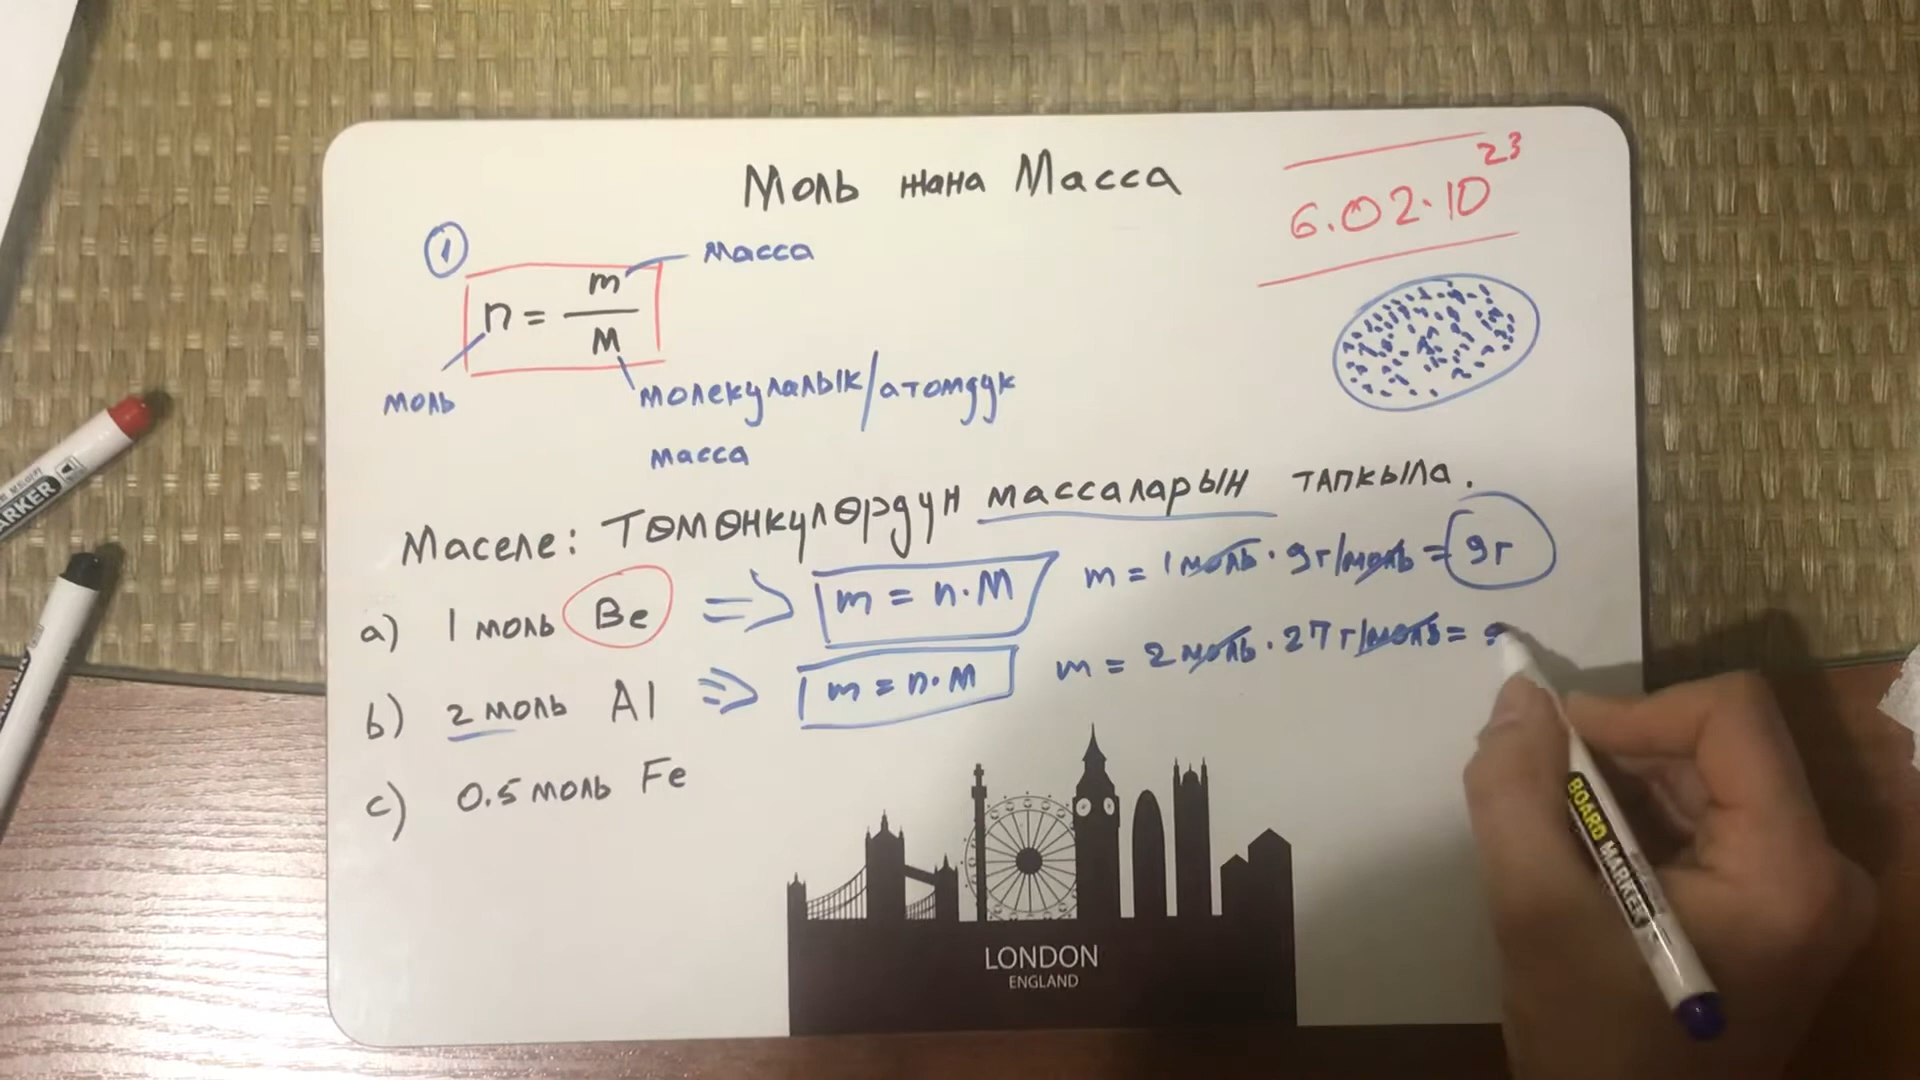 Моль жана Масса
6.02·10²³
1
n = m / M
масса
моль
молекулалык/атомдук
масса
Маселе: Төмөнкүлөрдүн массаларын тапкыла.
a) 1 моль Be => m = n·M m = 1 моль · 9г/моль = 9г
b) 2 моль Al => m = n·M m = 2 моль · 27 г/моль =
c) 0.5 моль Fe
LONDON
ENGLAND
BOARD MARKER
MARKER